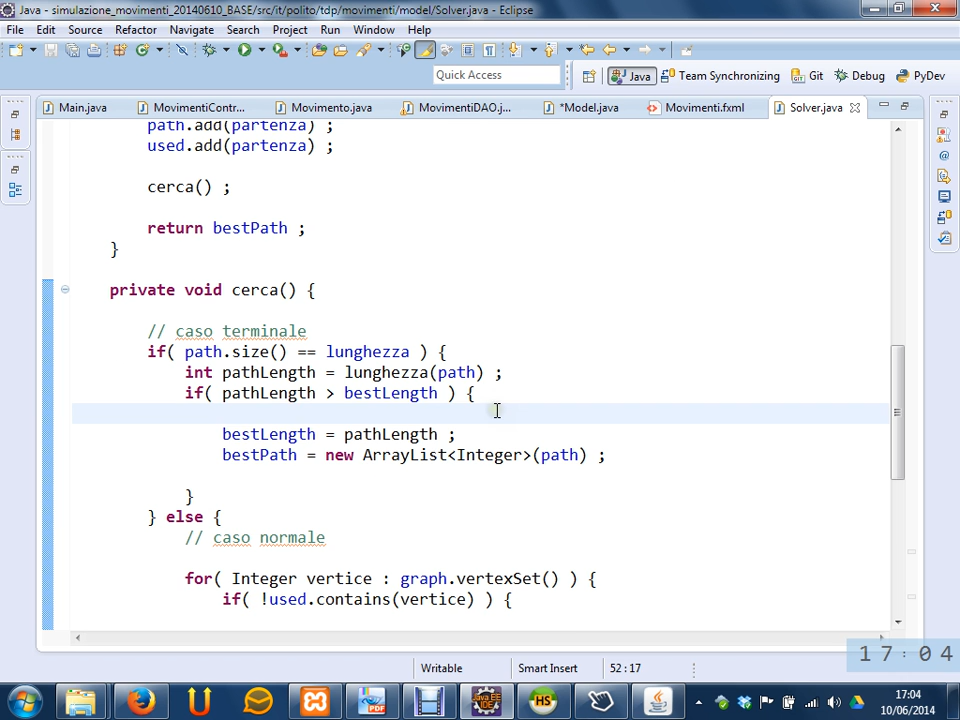 Java - simulazione_movimenti_20140610_BASE/src/it/polito/tdp/movimenti/model/Solver.java - Eclipse
File Edit Source Refactor Navigate Search Project Run Window Help
Quick Access
Java Team Synchronizing Git Debug PyDev
Main.java MovimentiContr... Movimento.java MovimentiDAO.j... *Model.java Movimenti.fxml Solver.java
path.add(partenza) ;
used.add(partenza) ;
cerca() ;
return bestPath ;
}
private void cerca() {
// caso terminale
if( path.size() == lunghezza ) {
int pathLength = lunghezza(path) ;
if( pathLength > bestLength ) {
bestLength = pathLength ;
bestPath = new ArrayList<Integer>(path) ;
}
} else {
// caso normale
for( Integer vertice : graph.vertexSet() ) {
if( !used.contains(vertice) ) {
17:04
Writable Smart Insert 52 : 17
Java EE IDE
PDF
HS
17:04
10/06/2014